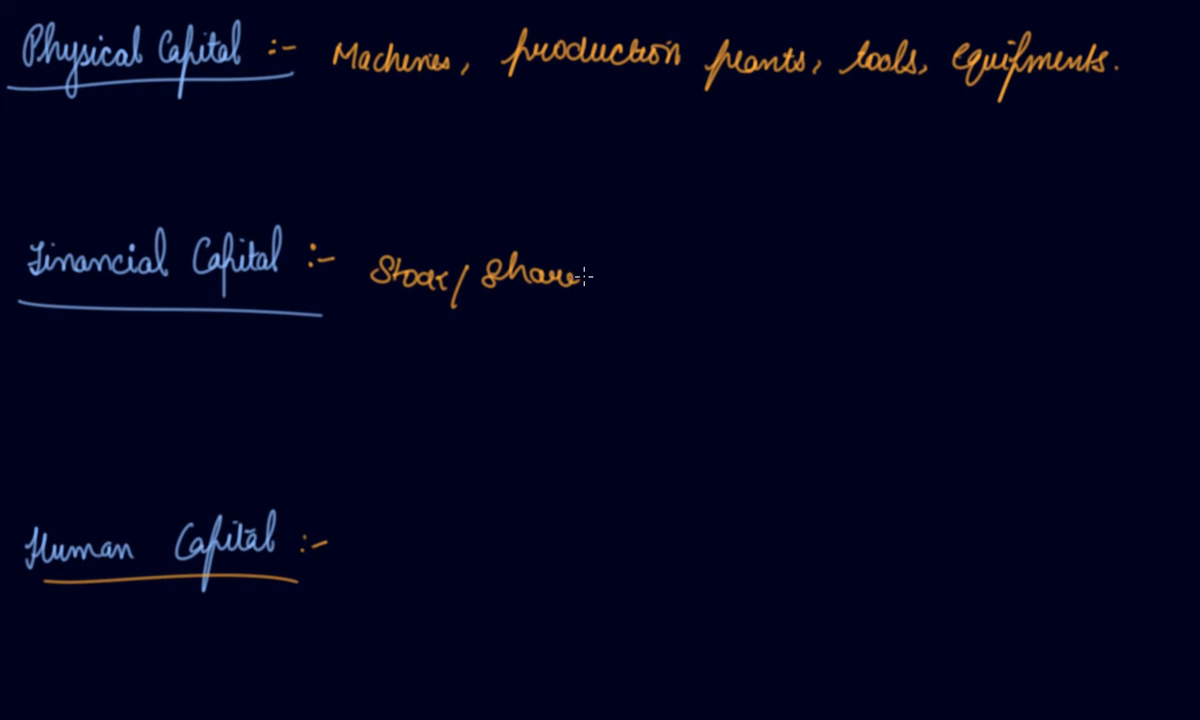 Physical Capital :- Machines, production plants, tools, equipments.
Financial Capital :- Stock/ Share
Human Capital :-